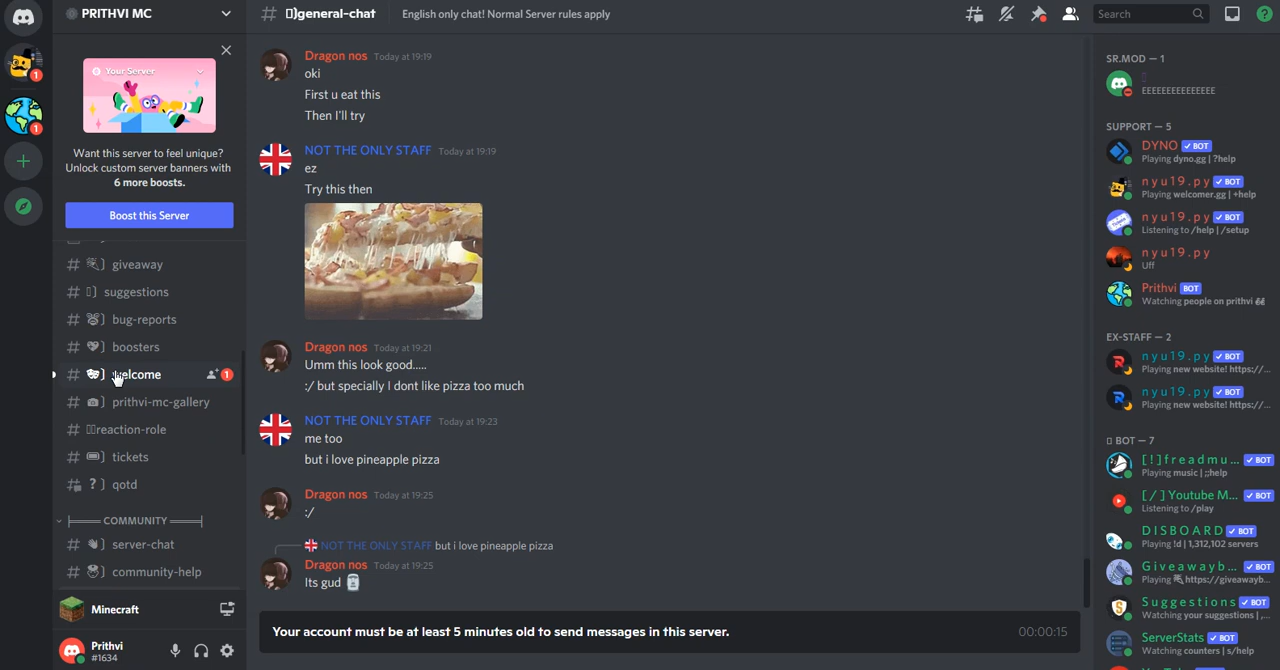 PRITHVI MC
general-chat
English only chat! Normal Server rules apply
Search
Your Server
Want this server to feel unique?
Unlock custom server banners with
6 more boosts.
Boost this Server
# ) giveaway
# ) suggestions
# ) bug-reports
# ) boosters
# ) welcome 1
# ) prithvi-mc-gallery
# reaction-role
# ) tickets
# ? ) qotd
COMMUNITY
# ) server-chat
# ) community-help
Minecraft
Prithvi
#1634
1
1
Dragon nos Today at 19:19
oki
First u eat this
Then I'll try
NOT THE ONLY STAFF Today at 19:19
ez
Try this then
Dragon nos Today at 19:21
Umm this look good.....
:/ but specially I dont like pizza too much
NOT THE ONLY STAFF Today at 19:23
me too
but i love pineapple pizza
Dragon nos Today at 19:25
:/
NOT THE ONLY STAFF but i love pineapple pizza
Dragon nos Today at 19:25
Its gud
Your account must be at least 5 minutes old to send messages in this server. 00:00:15
SR.MOD — 1
EEEEEEEEEEEEEEE
SUPPORT — 5
DYNO ✓ BOT
Playing dyno.gg | ?help
n y u 1 9 . p y ✓ BOT
Playing welcomer.gg | +help
n y u 1 9 . p y ✓ BOT
Listening to /help | /setup
n y u 1 9 . p y
Uff
Prithvi BOT
Watching people on prithvi
EX-STAFF — 2
n y u 1 9 . p y ✓ BOT
Playing new website! https://...
n y u 1 9 . p y ✓ BOT
Playing new website! https://...
BOT — 7
[ ! ] f r e a d m u ... ✓ BOT
Playing music | ;;help
[ / ] Youtube M... ✓ BOT
Listening to /play
D I S B O A R D ✓ BOT
Playing !d | 1,312,102 servers
G i v e a w a y b ... ✓ BOT
Playing https://giveawayb...
S u g g e s t i o n s ✓ BOT
Watching your suggestions | ,...
ServerStats ✓ BOT
Watching counters | s/help